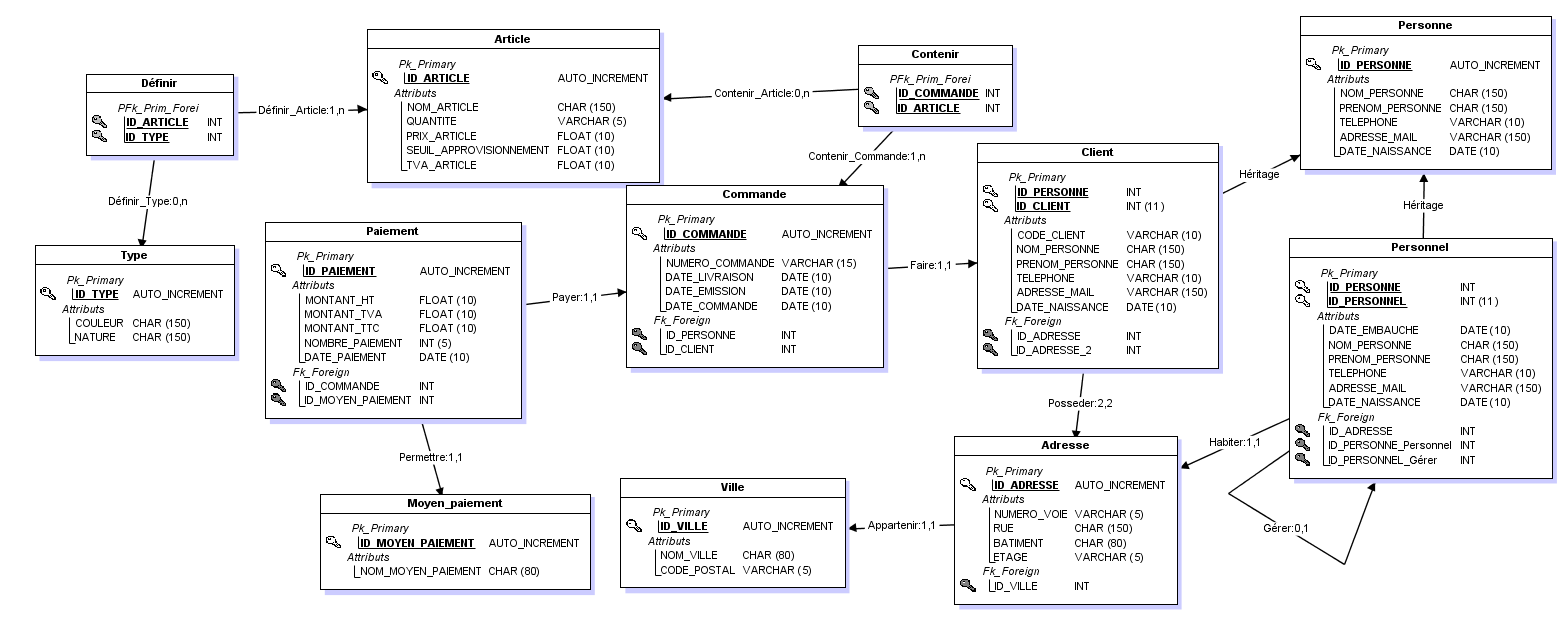 Définir
PFk_Prim_Forei
ID_ARTICLE INT
ID_TYPE INT
Définir_Article:1,n
Définir_Type:0,n
Article
Pk_Primary
ID_ARTICLE AUTO_INCREMENT
Attributs
NOM_ARTICLE CHAR (150)
QUANTITE VARCHAR (5)
PRIX_ARTICLE FLOAT (10)
SEUIL_APPROVISIONNEMENT FLOAT (10)
TVA_ARTICLE FLOAT (10)
Contenir_Article:0,n
Contenir
PFk_Prim_Forei
ID_COMMANDE INT
ID_ARTICLE INT
Contenir_Commande:1,n
Personne
Pk_Primary
ID_PERSONNE AUTO_INCREMENT
Attributs
NOM_PERSONNE CHAR (150)
PRENOM_PERSONNE CHAR (150)
TELEPHONE VARCHAR (10)
ADRESSE_MAIL VARCHAR (150)
DATE_NAISSANCE DATE (10)
Héritage
Héritage
Client
Pk_Primary
ID_PERSONNE INT
ID_CLIENT INT (11)
Attributs
CODE_CLIENT VARCHAR (10)
NOM_PERSONNE CHAR (150)
PRENOM_PERSONNE CHAR (150)
TELEPHONE VARCHAR (10)
ADRESSE_MAIL VARCHAR (150)
DATE_NAISSANCE DATE (10)
Fk_Foreign
ID_ADRESSE INT
ID_ADRESSE_2 INT
Commande
Pk_Primary
ID_COMMANDE AUTO_INCREMENT
Attributs
NUMERO_COMMANDE VARCHAR (15)
DATE_LIVRAISON DATE (10)
DATE_EMISSION DATE (10)
DATE_COMMANDE DATE (10)
Fk_Foreign
ID_PERSONNE INT
ID_CLIENT INT
Faire:1,1
Type
Pk_Primary
ID_TYPE AUTO_INCREMENT
Attributs
COULEUR CHAR (150)
NATURE CHAR (150)
Paiement
Pk_Primary
ID_PAIEMENT AUTO_INCREMENT
Attributs
MONTANT_HT FLOAT (10)
MONTANT_TVA FLOAT (10)
MONTANT_TTC FLOAT (10)
NOMBRE_PAIEMENT INT (5)
DATE_PAIEMENT DATE (10)
Fk_Foreign
ID_COMMANDE INT
ID_MOYEN_PAIEMENT INT
Payer:1,1
Permettre:1,1
Personnel
Pk_Primary
ID_PERSONNE INT
ID_PERSONNEL INT (11)
Attributs
DATE_EMBAUCHE DATE (10)
NOM_PERSONNE CHAR (150)
PRENOM_PERSONNE CHAR (150)
TELEPHONE VARCHAR (10)
ADRESSE_MAIL VARCHAR (150)
DATE_NAISSANCE DATE (10)
Fk_Foreign
ID_ADRESSE INT
ID_PERSONNE_Personnel INT
ID_PERSONNEL_Gérer INT
Posseder:2,2
Habiter:1,1
Gérer:0,1
Moyen_paiement
Pk_Primary
ID_MOYEN_PAIEMENT AUTO_INCREMENT
Attributs
NOM_MOYEN_PAIEMENT CHAR (80)
Ville
Pk_Primary
ID_VILLE AUTO_INCREMENT
Attributs
NOM_VILLE CHAR (80)
CODE_POSTAL VARCHAR (5)
Appartenir:1,1
Adresse
Pk_Primary
ID_ADRESSE AUTO_INCREMENT
Attributs
NUMERO_VOIE VARCHAR (5)
RUE CHAR (150)
BATIMENT CHAR (80)
ETAGE VARCHAR (5)
Fk_Foreign
ID_VILLE INT